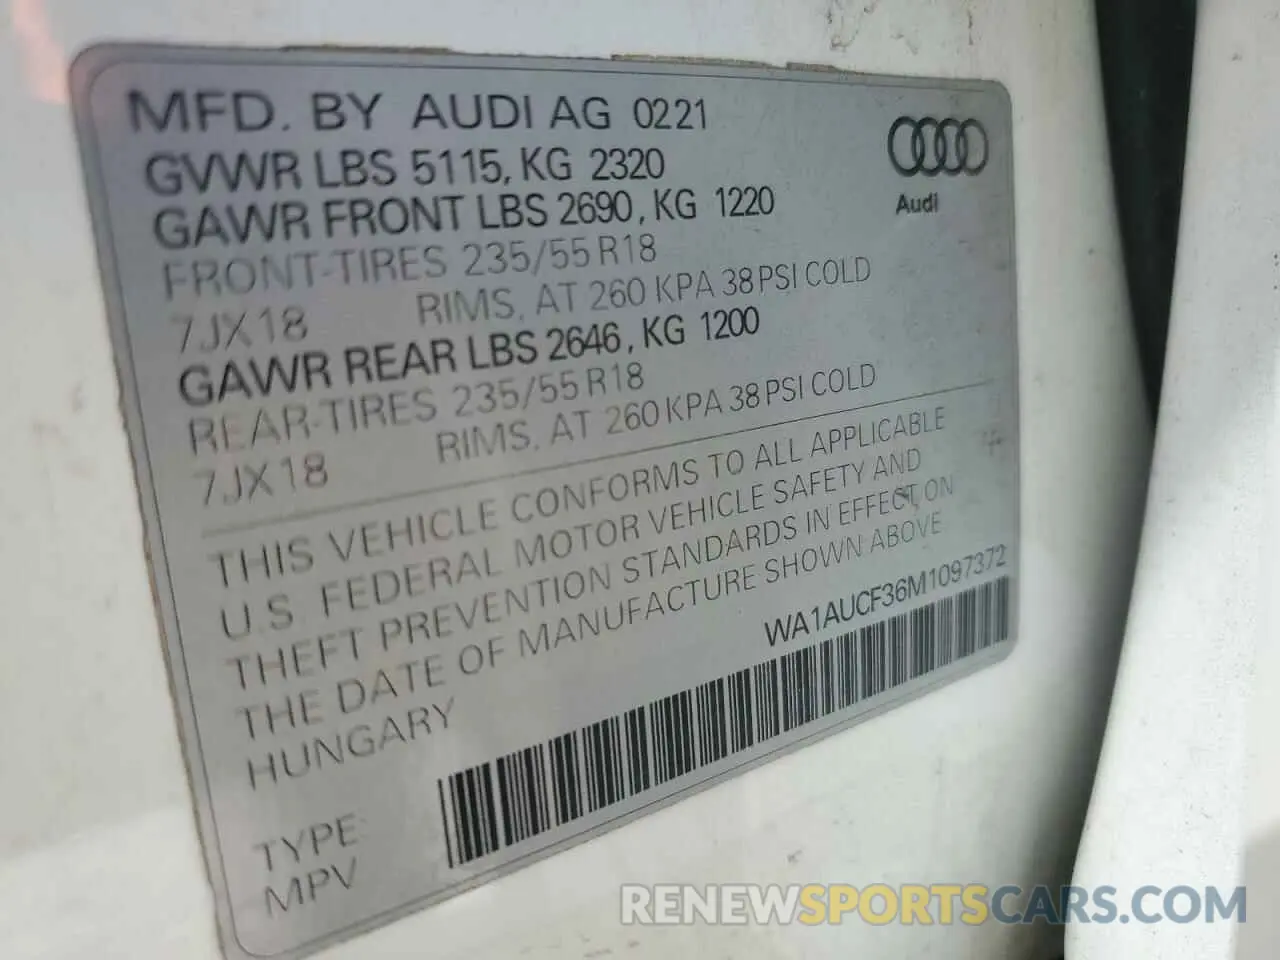 MFD. BY AUDI AG 0221
GVWR LBS 5115, KG 2320
GAWR FRONT LBS 2690, KG 1220
FRONT-TIRES 235/55 R18
7JX18 RIMS, AT 260 KPA 38 PSI COLD
GAWR REAR LBS 2646, KG 1200
REAR-TIRES 235/55 R18
7JX18 RIMS, AT 260 KPA 38 PSI COLD
Audi
THIS VEHICLE CONFORMS TO ALL APPLICABLE
U.S. FEDERAL MOTOR VEHICLE SAFETY AND
THEFT PREVENTION STANDARDS IN EFFECT ON
THE DATE OF MANUFACTURE SHOWN ABOVE
HUNGARY
WA1AUCF36M1097372
TYPE:
MPV
RENEWSPORTSCARS.COM